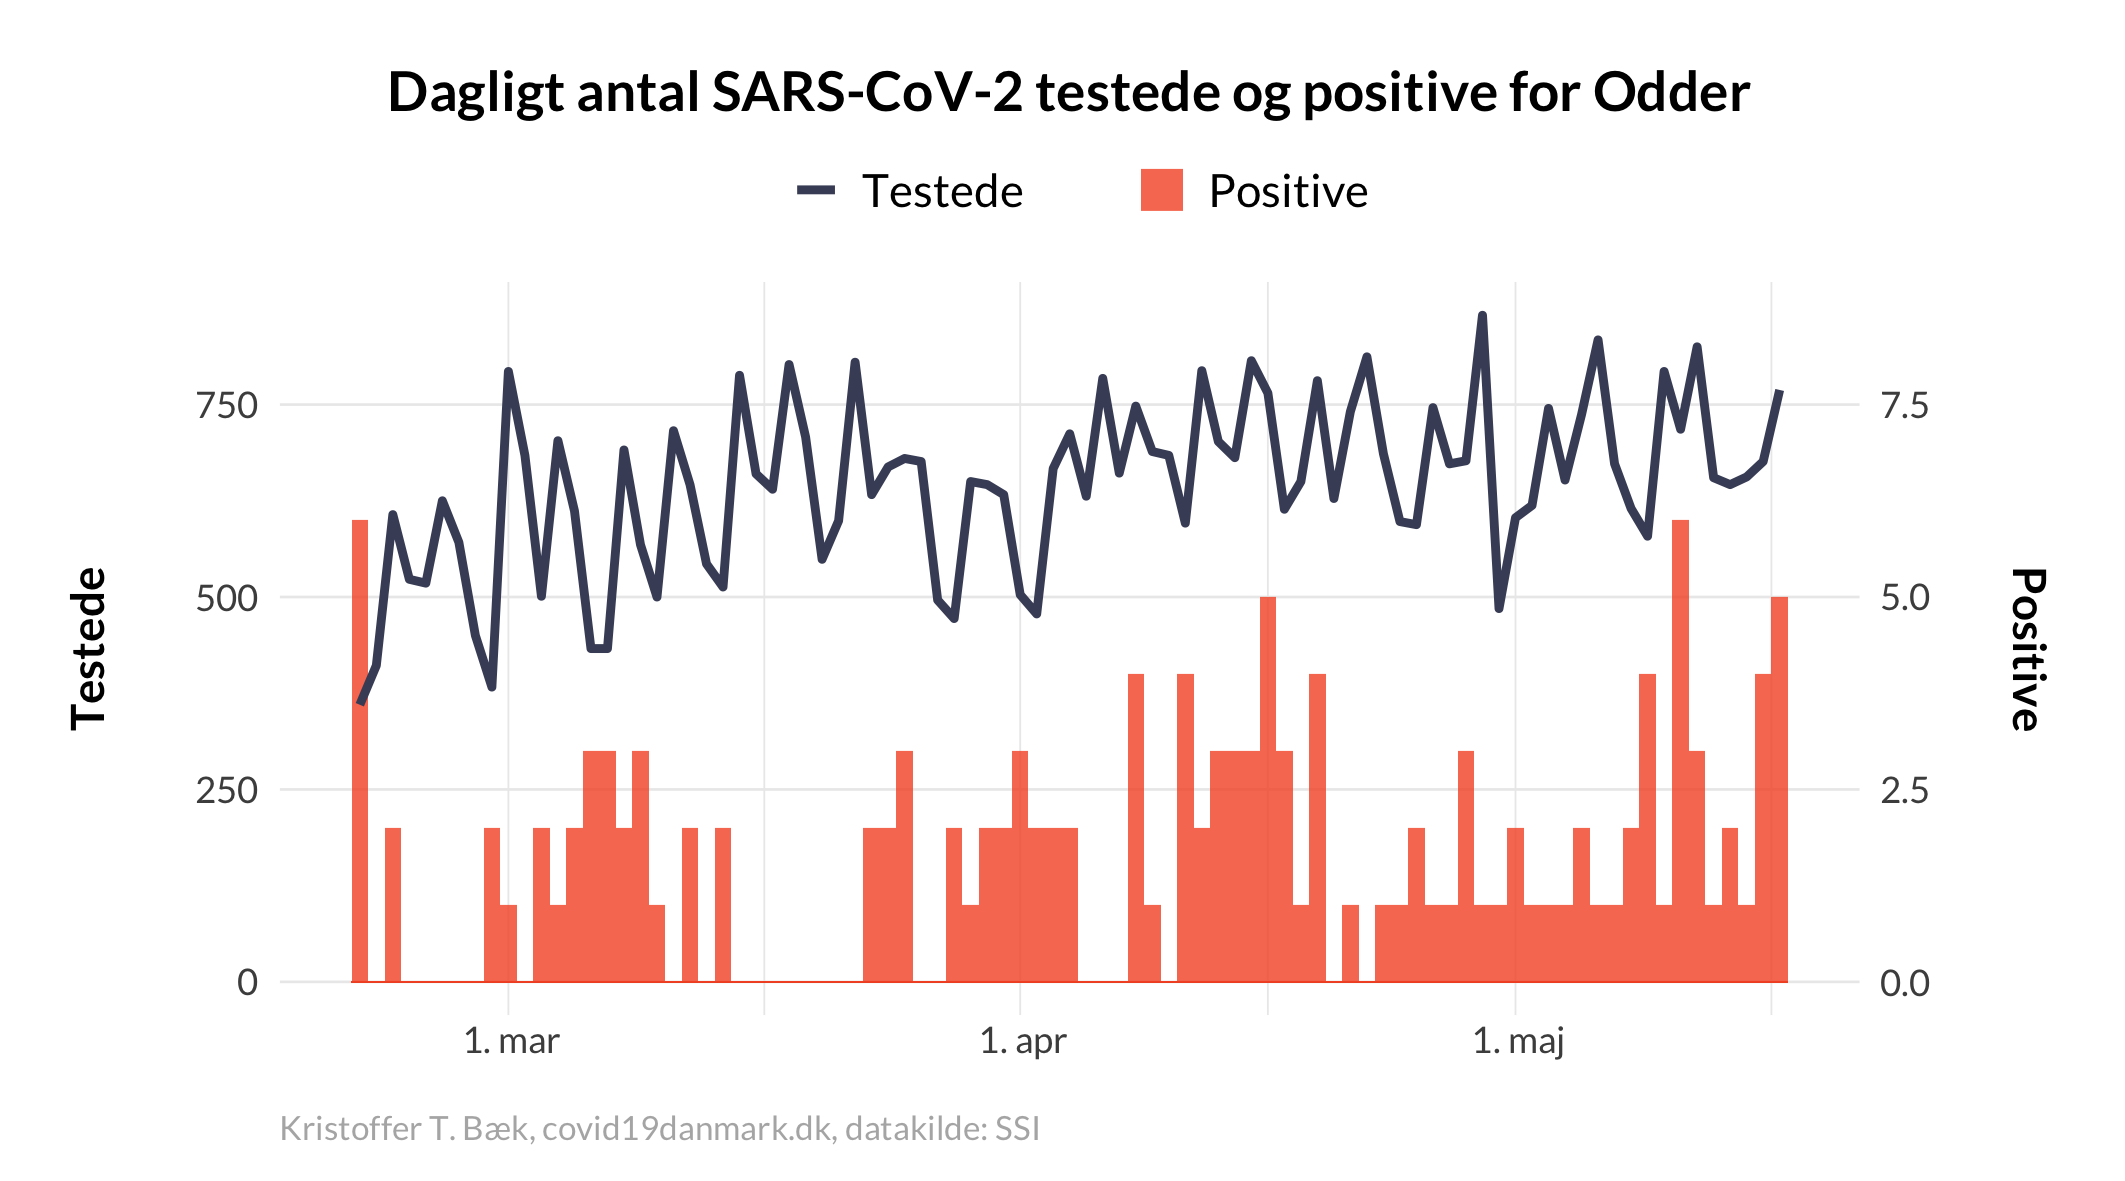 Dagligt antal SARS-CoV-2 testede og positive for Odder
Testede
Positive
750
500
250
0
7.5
5.0
2.5
0.0
Testede
Positive
1. mar
1. apr
1. maj
Kristoffer T. Bæk, covid19danmark.dk, datakilde: SSI